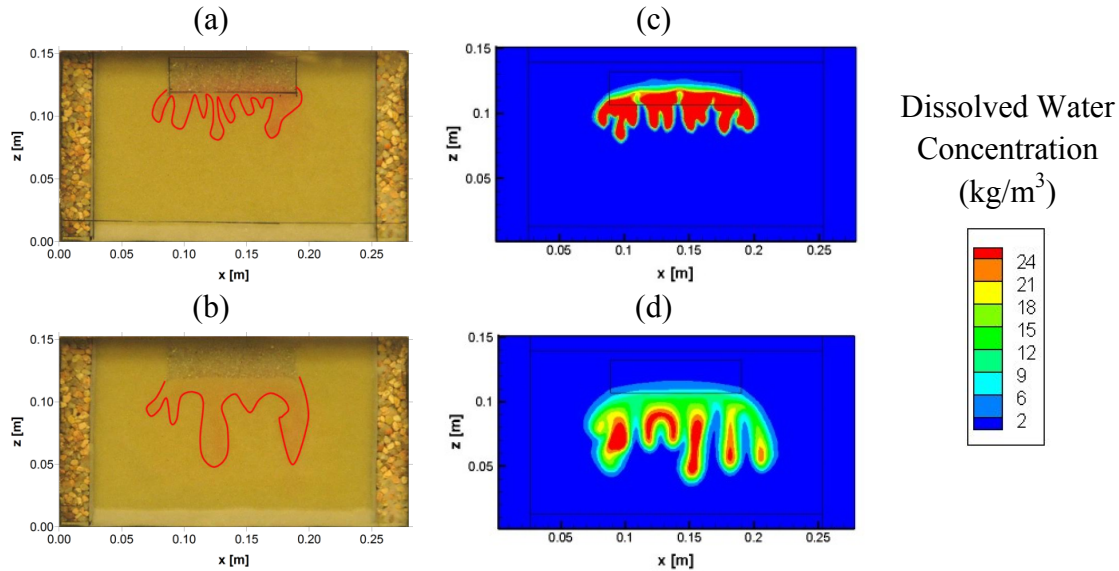 (a)
0.15
0.10
0.05
0.00
z [m]
0.00 0.05 0.10 0.15 0.20 0.25
x [m]
(c)
0.15
0.1
0.05
z [m]
0.05 0.1 0.15 0.2 0.25
x [m]
(b)
0.15
0.10
0.05
0.00
z [m]
0.00 0.05 0.10 0.15 0.20 0.25
x [m]
(d)
0.15
0.1
0.05
z [m]
0.05 0.1 0.15 0.2 0.25
x [m]
Dissolved Water
Concentration
(kg/m³)
24
21
18
15
12
9
6
2